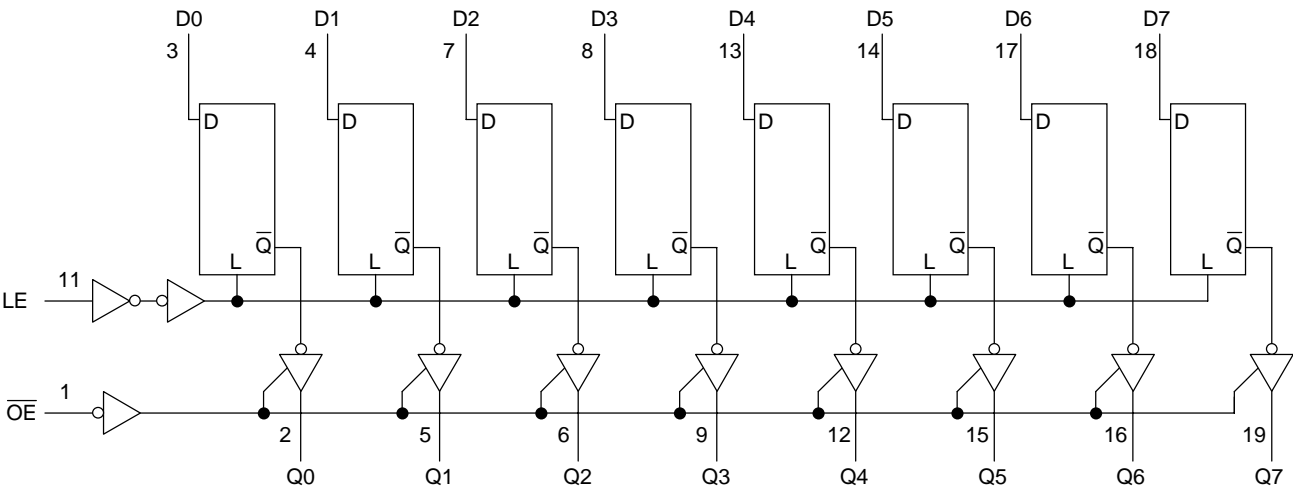 D0 D1 D2 D3 D4 D5 D6 D7
3 4 7 8 13 14 17 18
D D D D D D D D
Q̅ Q̅ Q̅ Q̅ Q̅ Q̅ Q̅ Q̅
L L L L L L L L
11
LE
1
O̅E̅
2 5 6 9 12 15 16 19
Q0 Q1 Q2 Q3 Q4 Q5 Q6 Q7